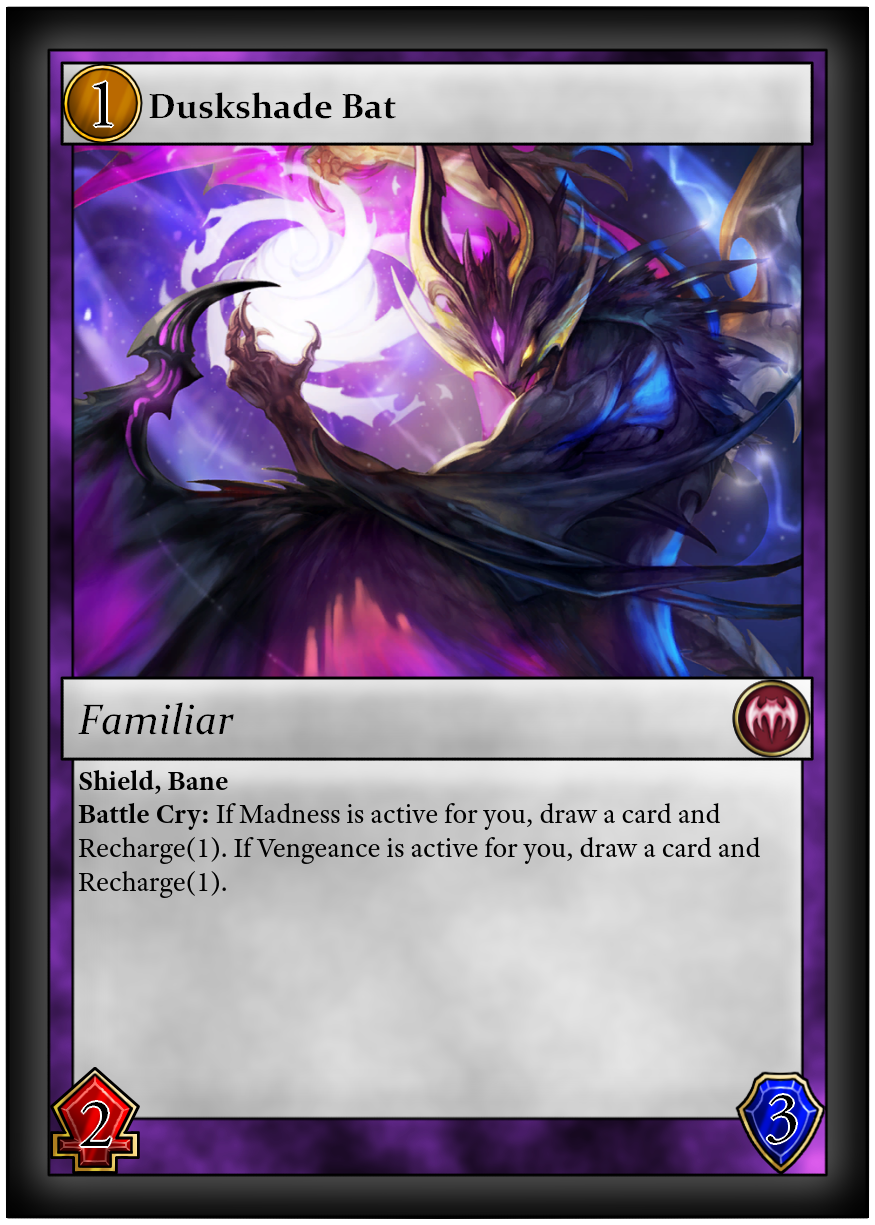 1
Duskshade Bat
Familiar
Shield, Bane
Battle Cry: If Madness is active for you, draw a card and
Recharge(1). If Vengeance is active for you, draw a card and
Recharge(1).
2
3